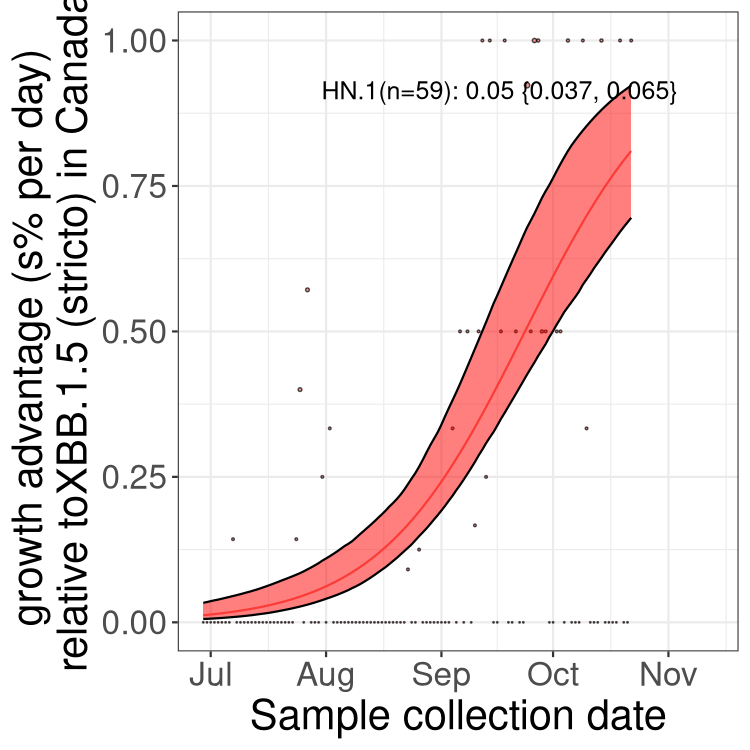 growth advantage (s% per day)
relative toXBB.1.5 (stricto) in Canada
1.00
0.75
0.50
0.25
0.00
HN.1(n=59): 0.05 {0.037, 0.065}
Jul Aug Sep Oct Nov
Sample collection date